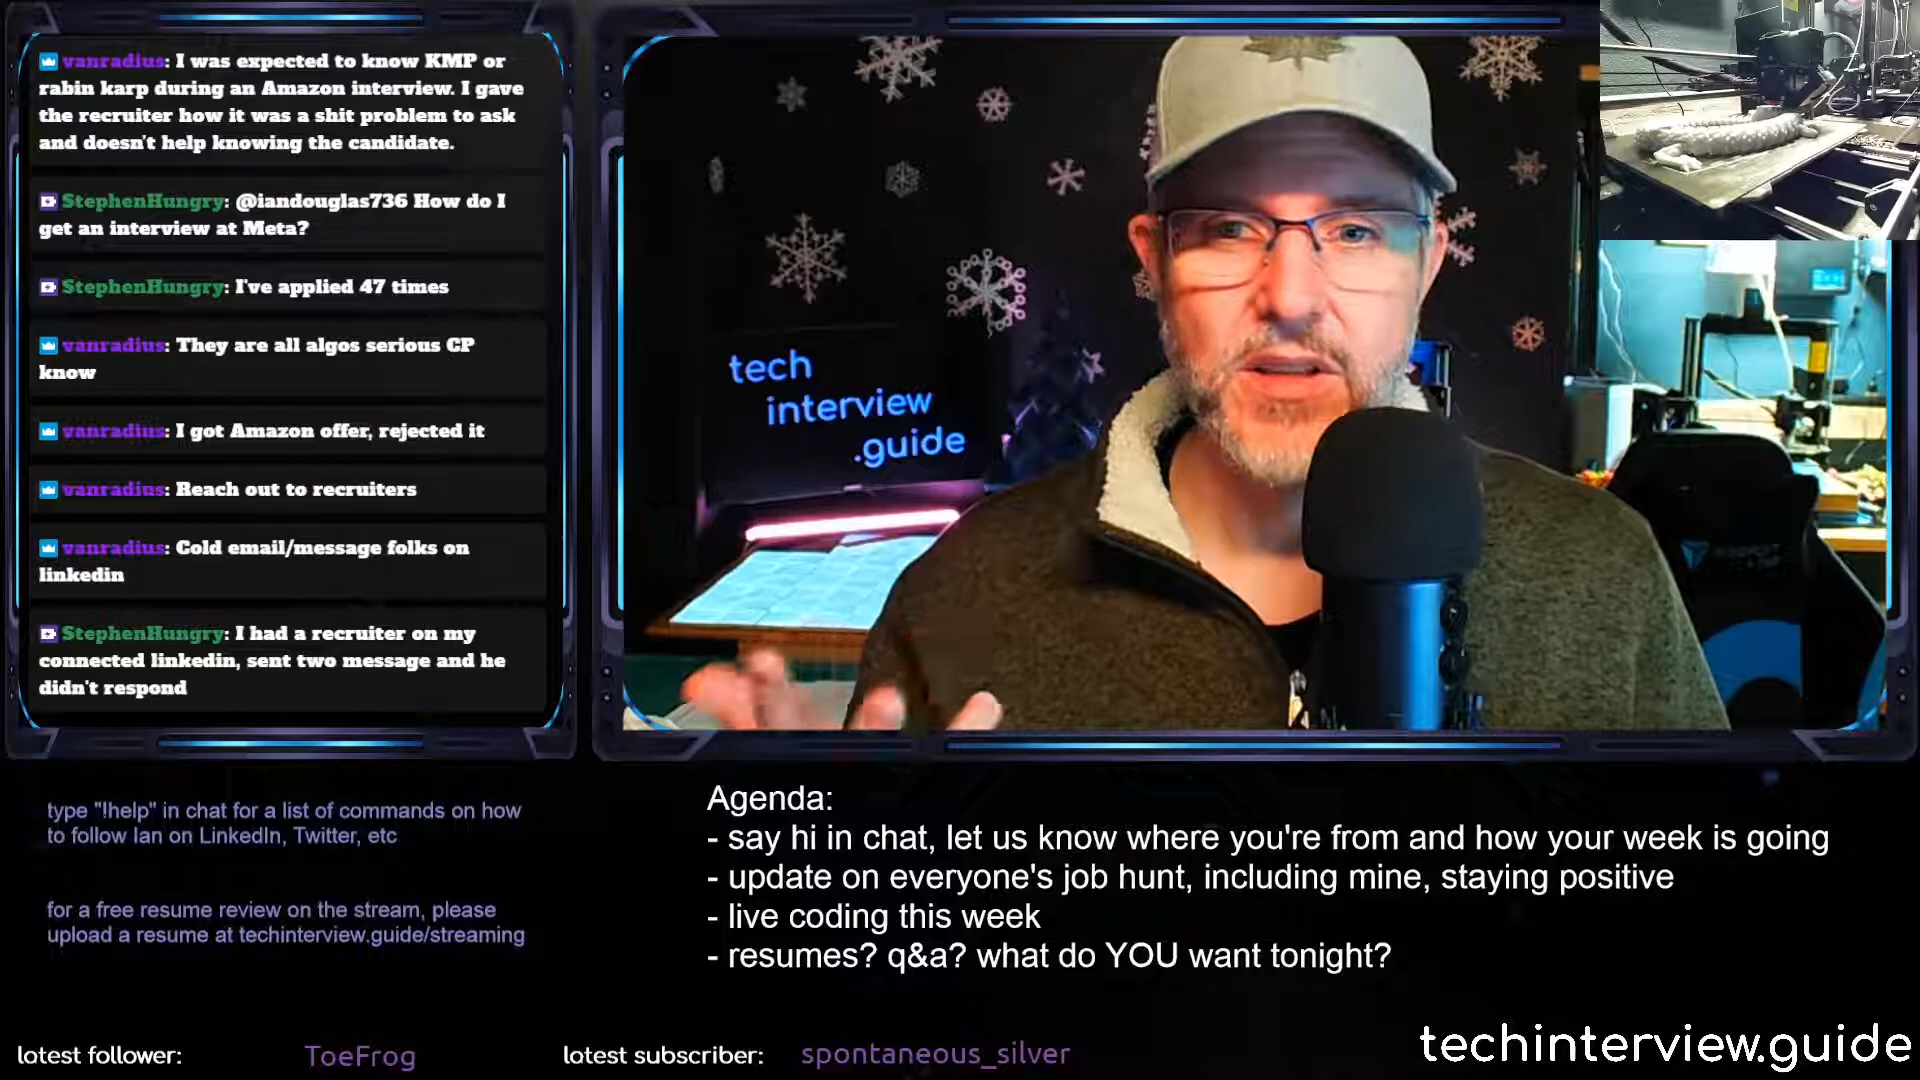 vanradius: I was expected to know KMP or
rabin karp during an Amazon interview. I gave
the recruiter how it was a shit problem to ask
and doesn't help knowing the candidate.
StephenHungry: @iandouglas736 How do I
get an interview at Meta?
StephenHungry: I've applied 47 times
vanradius: They are all algos serious CP
know
vanradius: I got Amazon offer, rejected it
vanradius: Reach out to recruiters
vanradius: Cold email/message folks on
linkedin
StephenHungry: I had a recruiter on my
connected linkedin, sent two message and he
didn't respond
tech
interview
.guide
type "!help" in chat for a list of commands on how
to follow Ian on LinkedIn, Twitter, etc
for a free resume review on the stream, please
upload a resume at techinterview.guide/streaming
Agenda:
- say hi in chat, let us know where you're from and how your week is going
- update on everyone's job hunt, including mine, staying positive
- live coding this week
- resumes? q&a? what do YOU want tonight?
latest follower: ToeFrog
latest subscriber: spontaneous_silver
techinterview.guide